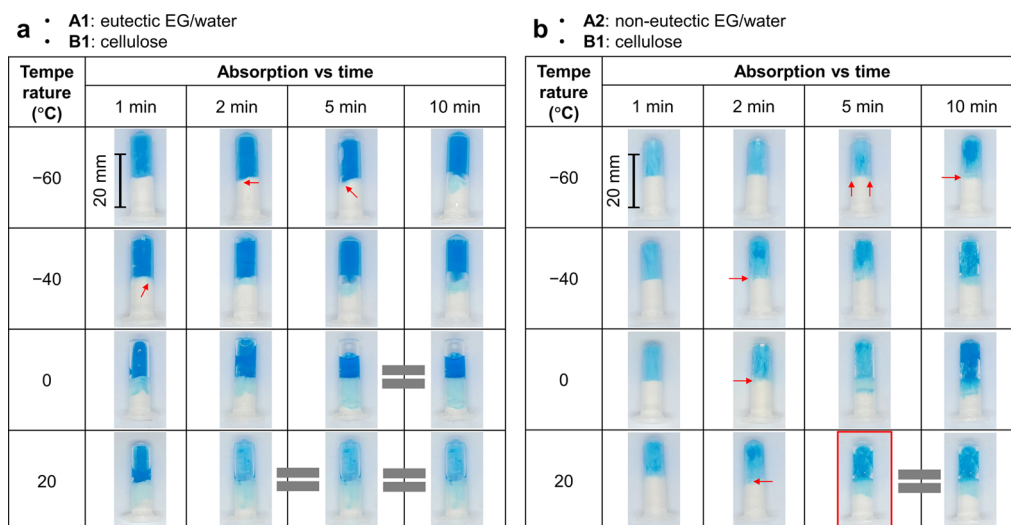 a
• A1: eutectic EG/water
• B1: cellulose
Tempe
rature
(°C)
Absorption vs time
1 min 2 min 5 min 10 min
−60
20 mm
−40
0
20
b
• A2: non-eutectic EG/water
• B1: cellulose
Tempe
rature
(°C)
Absorption vs time
1 min 2 min 5 min 10 min
−60
20 mm
−40
0
20